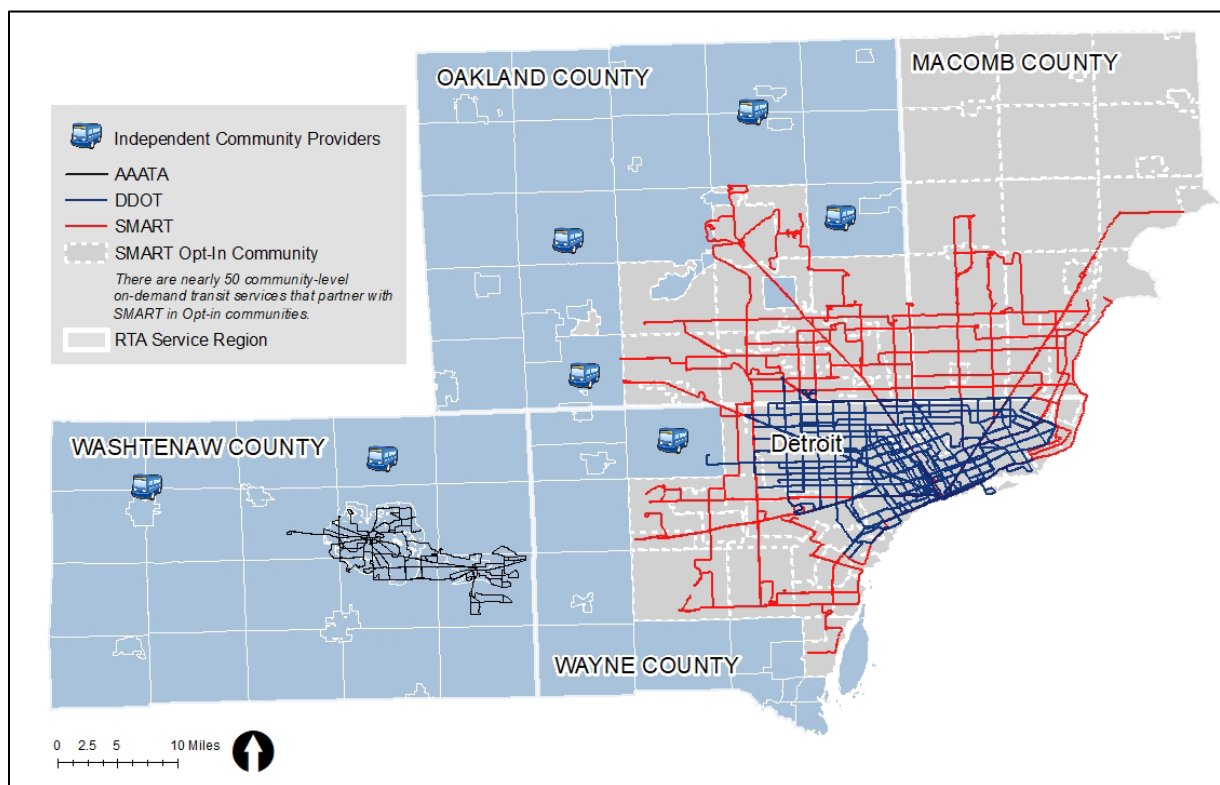 OAKLAND COUNTY
MACOMB COUNTY
Independent Community Providers
AAATA
DDOT
SMART
SMART Opt-In Community
There are nearly 50 community-level
on-demand transit services that partner with
SMART in Opt-in communities.
RTA Service Region
WASHTENAW COUNTY
Detroit
WAYNE COUNTY
0 2.5 5 10 Miles